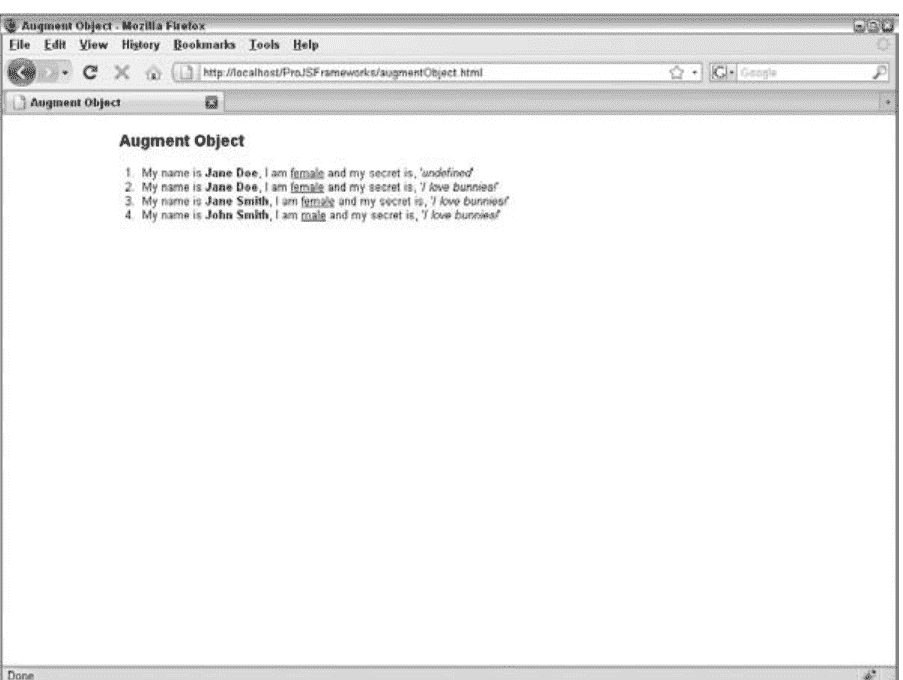 Augment Object - Mozilla Firefox
File Edit View History Bookmarks Tools Help
http://localhost/ProJSFrameworks/augmentObject.html
Google
Augment Object
Augment Object
1. My name is Jane Doe, I am female and my secret is, 'undefined'
2. My name is Jane Doe, I am female and my secret is, 'I love bunnies!'
3. My name is Jane Smith, I am female and my secret is, 'I love bunnies!'
4. My name is John Smith, I am male and my secret is, 'I love bunnies!'
Done